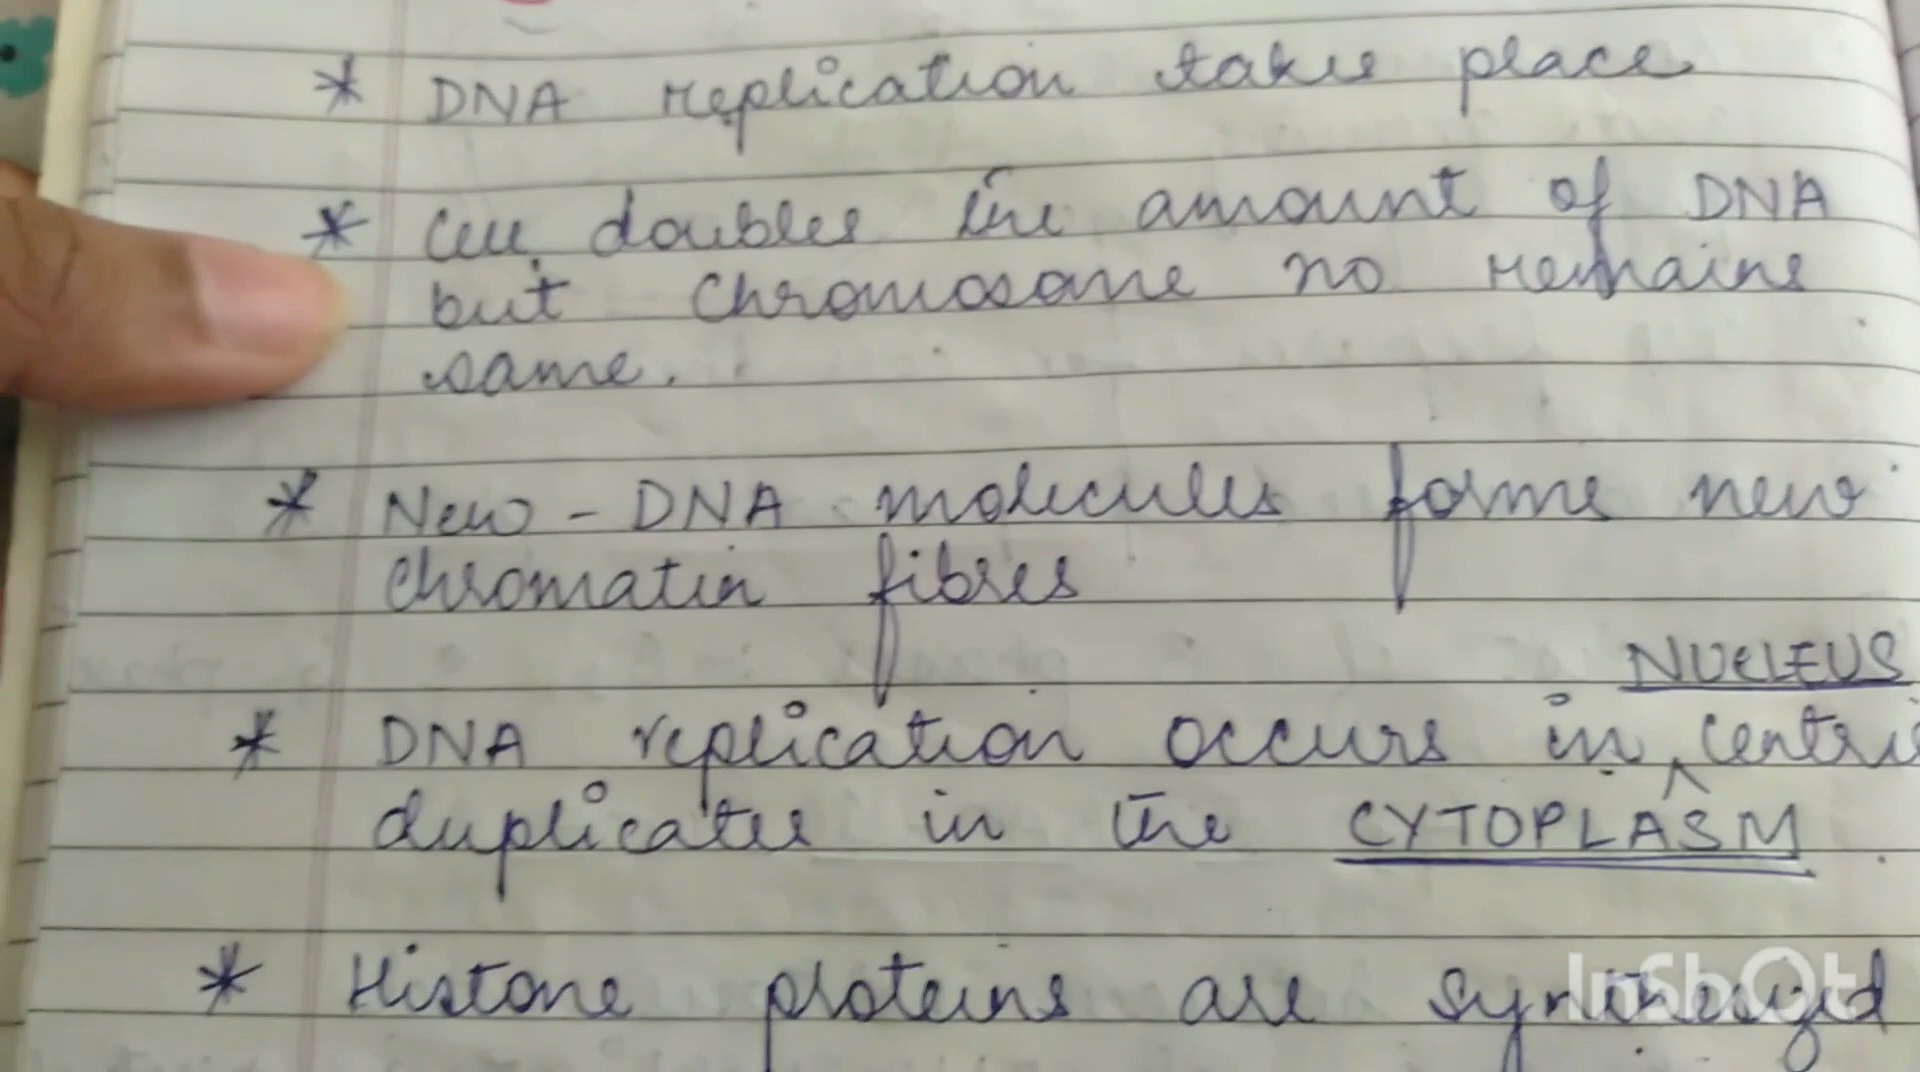 * DNA replication takes place
* Cell doubles the amount of DNA
but chromosome no remains
same.
* New - DNA molecules forms new
chromatin fibres
NUCLEUS
* DNA replication occurs in ^ centri
duplicates in the CYTOPLASM.
* Histone proteins are synthesized
InShOt